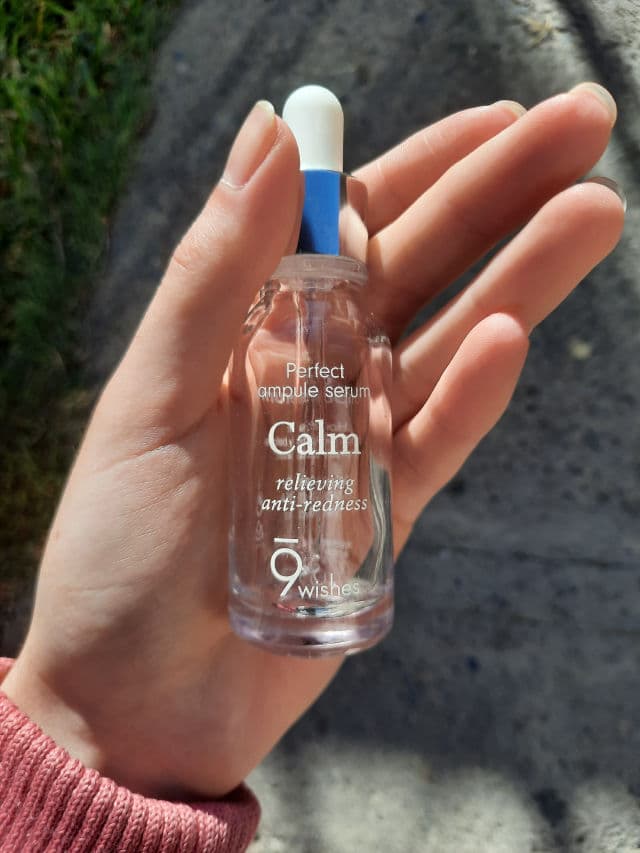 Perfect
ampule serum
Calm
relieving
anti-redness
9
wishes